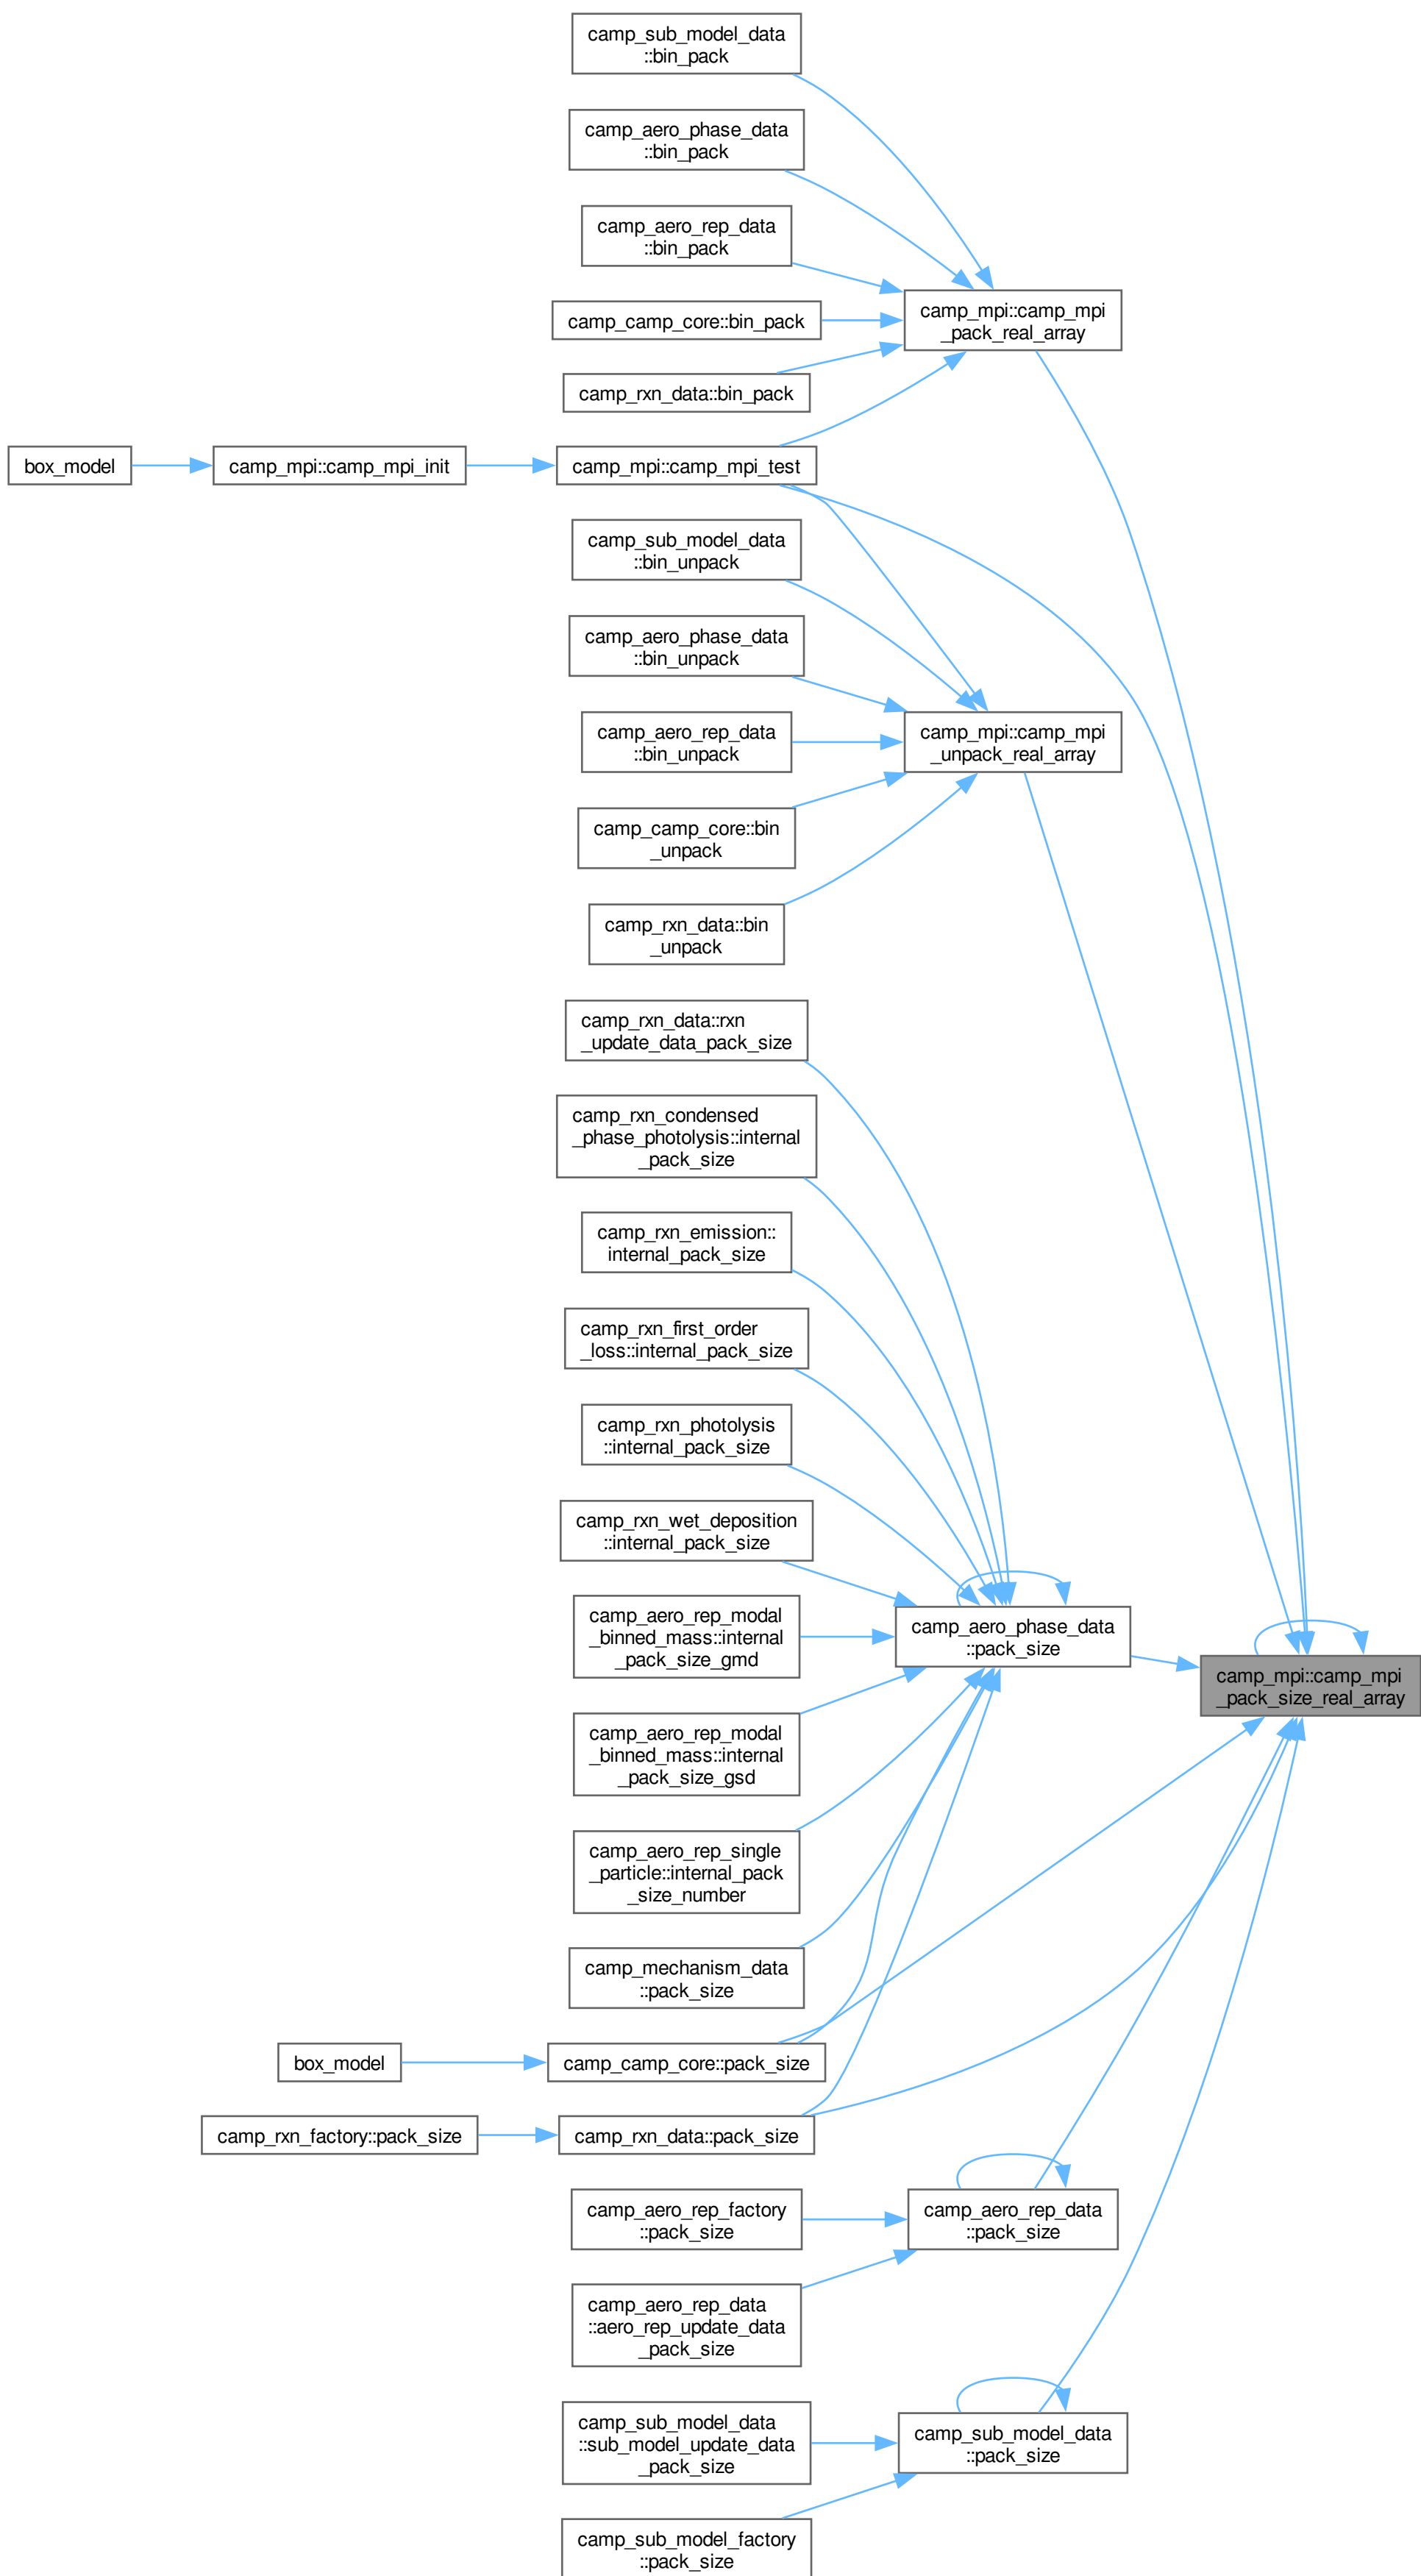 camp_sub_model_data
::bin_pack
camp_aero_phase_data
::bin_pack
camp_aero_rep_data
::bin_pack
camp_camp_core::bin_pack
camp_mpi::camp_mpi
_pack_real_array
camp_rxn_data::bin_pack
box_model
camp_mpi::camp_mpi_init
camp_mpi::camp_mpi_test
camp_sub_model_data
::bin_unpack
camp_aero_phase_data
::bin_unpack
camp_aero_rep_data
::bin_unpack
camp_mpi::camp_mpi
_unpack_real_array
camp_camp_core::bin
_unpack
camp_rxn_data::bin
_unpack
camp_rxn_data::rxn
_update_data_pack_size
camp_rxn_condensed
_phase_photolysis::internal
_pack_size
camp_rxn_emission::
internal_pack_size
camp_rxn_first_order
_loss::internal_pack_size
camp_rxn_photolysis
::internal_pack_size
camp_rxn_wet_deposition
::internal_pack_size
camp_aero_rep_modal
_binned_mass::internal
_pack_size_gmd
camp_aero_phase_data
::pack_size
camp_mpi::camp_mpi
_pack_size_real_array
camp_aero_rep_modal
_binned_mass::internal
_pack_size_gsd
camp_aero_rep_single
_particle::internal_pack
_size_number
camp_mechanism_data
::pack_size
box_model
camp_camp_core::pack_size
camp_rxn_factory::pack_size
camp_rxn_data::pack_size
camp_aero_rep_factory
::pack_size
camp_aero_rep_data
::pack_size
camp_aero_rep_data
::aero_rep_update_data
_pack_size
camp_sub_model_data
::sub_model_update_data
_pack_size
camp_sub_model_data
::pack_size
camp_sub_model_factory
::pack_size